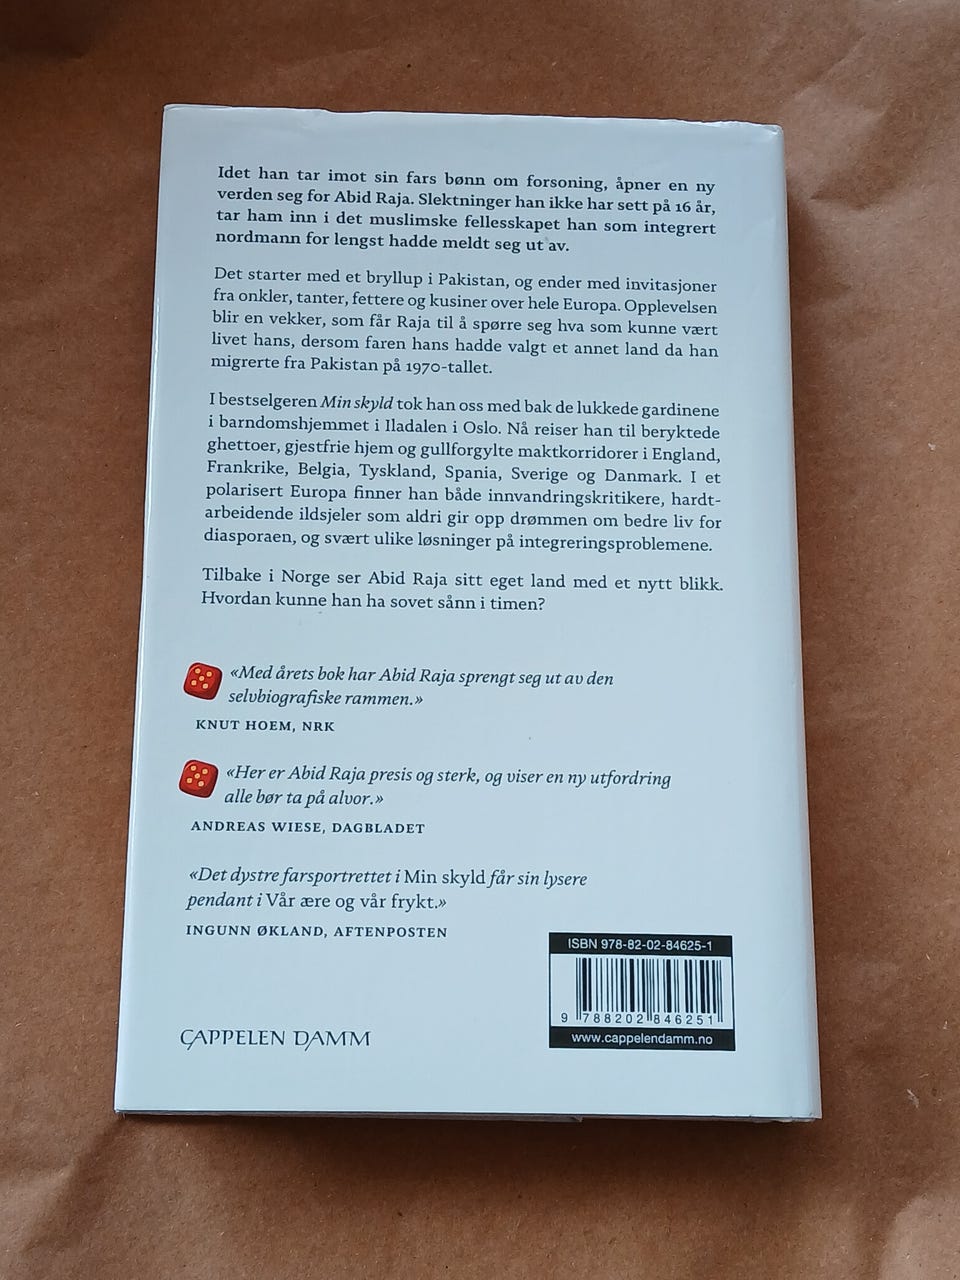 Idet han tar imot sin fars bønn om forsoning, åpner en ny
verden seg for Abid Raja. Slektninger han ikke har sett på 16 år,
tar ham inn i det muslimske fellesskapet han som integrert
nordmann for lengst hadde meldt seg ut av.
Det starter med et bryllup i Pakistan, og ender med invitasjoner
fra onkler, tanter, fettere og kusiner over hele Europa. Opplevelsen
blir en vekker, som får Raja til å spørre seg hva som kunne vært
livet hans, dersom faren hans hadde valgt et annet land da han
migrerte fra Pakistan på 1970-tallet.
I bestselgeren Min skyld tok han oss med bak de lukkede gardinene
i barndomshjemmet i Iladalen i Oslo. Nå reiser han til beryktede
ghettoer, gjestfrie hjem og gullforgylte maktkorridorer i England,
Frankrike, Belgia, Tyskland, Spania, Sverige og Danmark. I et
polarisert Europa finner han både innvandringskritikere, hardt-
arbeidende ildsjeler som aldri gir opp drømmen om bedre liv for
diasporaen, og svært ulike løsninger på integreringsproblemene.
Tilbake i Norge ser Abid Raja sitt eget land med et nytt blikk.
Hvordan kunne han ha sovet sånn i timen?
«Med årets bok har Abid Raja sprengt seg ut av den
selvbiografiske rammen.»
KNUT HOEM, NRK
«Her er Abid Raja presis og sterk, og viser en ny utfordring
alle bør ta på alvor.»
ANDREAS WIESE, DAGBLADET
«Det dystre farsportrettet i Min skyld får sin lysere
pendant i Vår ære og vår frykt.»
INGUNN ØKLAND, AFTENPOSTEN
CAPPELEN DAMM
ISBN 978-82-02-84625-1
9 788202 846251
www.cappelendamm.no